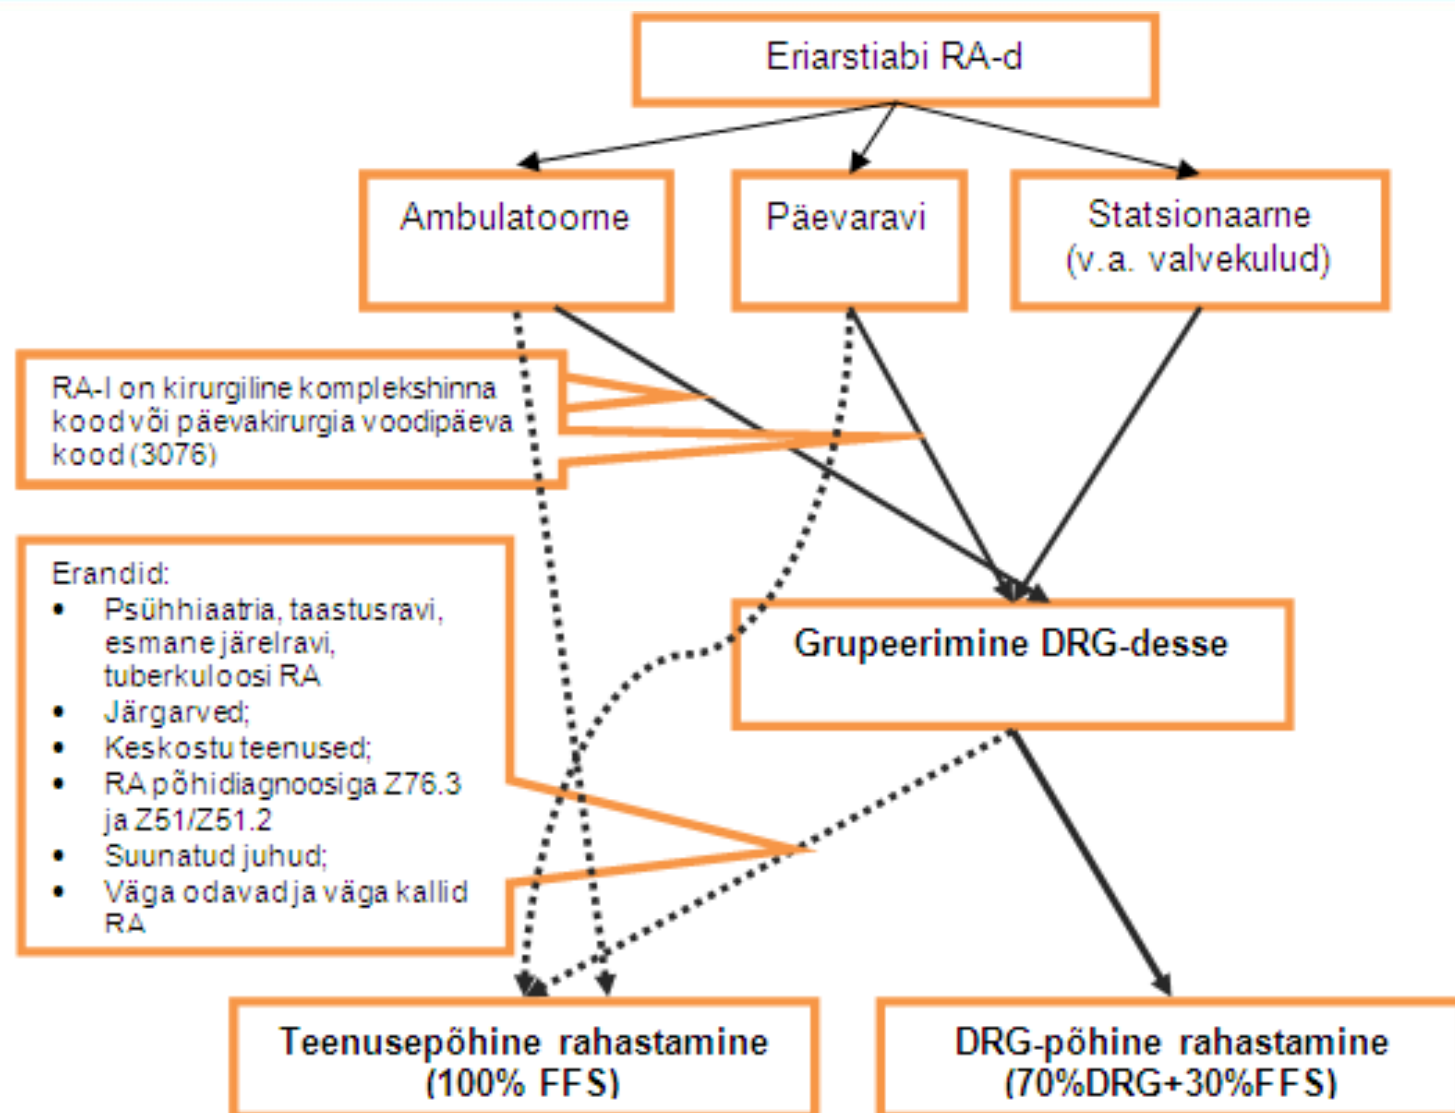 Eriarstiabi RA-d
Ambulatoorne
Päevaravi
Statsionaarne
(v.a. valvekulud)
RA-l on kirurgiline komplekshinna
kood või päevakirurgia voodipäeva
kood (3076)
Erandid:
• Psühhiaatria, taastusravi,
esmane järelravi,
tuberkuloosi RA
• Järgarved;
• Keskostu teenused;
• RA põhidiagnoosiga Z76.3
ja Z51/Z51.2
• Suunatud juhud;
• Väga odavad ja väga kallid
RA
Grupeerimine DRG-desse
Teenusepõhine rahastamine
(100% FFS)
DRG-põhine rahastamine
(70%DRG+30%FFS)